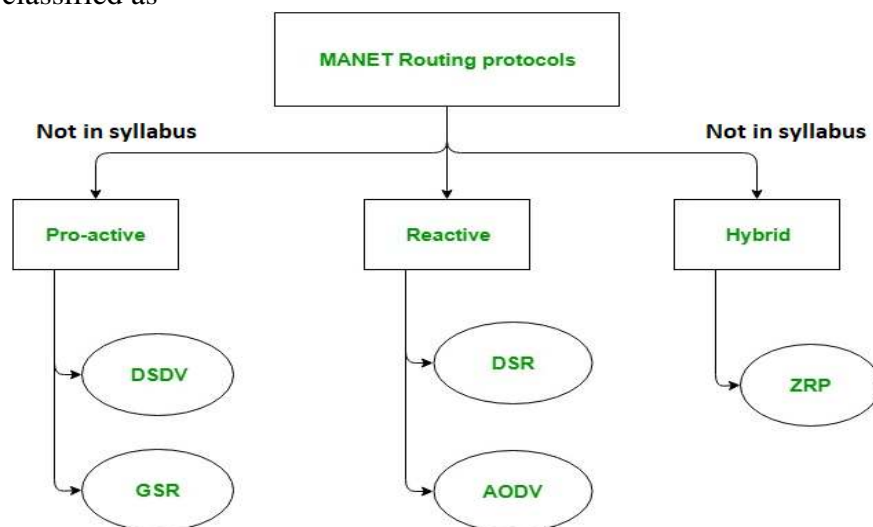 classified as
MANET Routing protocols
Not in syllabus
Not in syllabus
Pro-active
Reactive
Hybrid
DSDV
DSR
ZRP
GSR
AODV